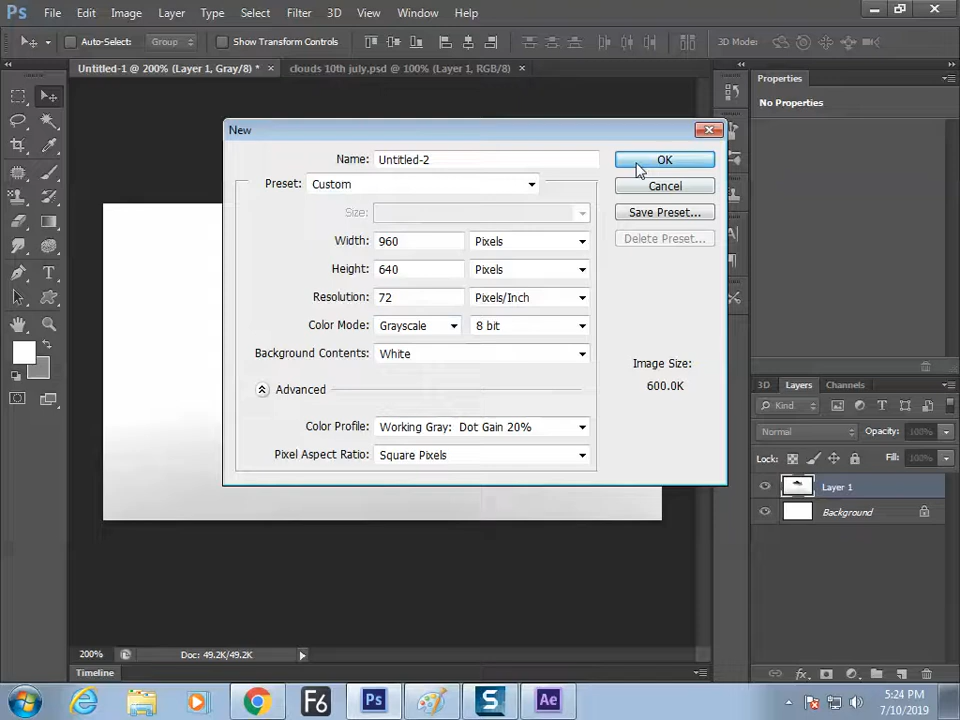 Ps File Edit Image Layer Type Select Filter 3D View Window Help
Auto-Select: Group Show Transform Controls 3D Mode:
Untitled-1 @ 200% (Layer 1, Gray/8) * × clouds 10th july.psd @ 100% (Layer 1, RGB/8) ×
Properties
No Properties
New
Name: Untitled-2
OK
Preset: Custom
Cancel
Size:
Save Preset...
Width: 960 Pixels
Delete Preset...
Height: 640 Pixels
Resolution: 72 Pixels/Inch
Color Mode: Grayscale 8 bit
Background Contents: White
Image Size:
600.0K
Advanced
Color Profile: Working Gray: Dot Gain 20%
Pixel Aspect Ratio: Square Pixels
3D Layers Channels
Kind
Normal Opacity: 100%
Lock: Fill: 100%
Layer 1
Background
200% Doc: 49.2K/49.2K
Timeline
fx
F6 Ps S Ae
5:24 PM
7/10/2019